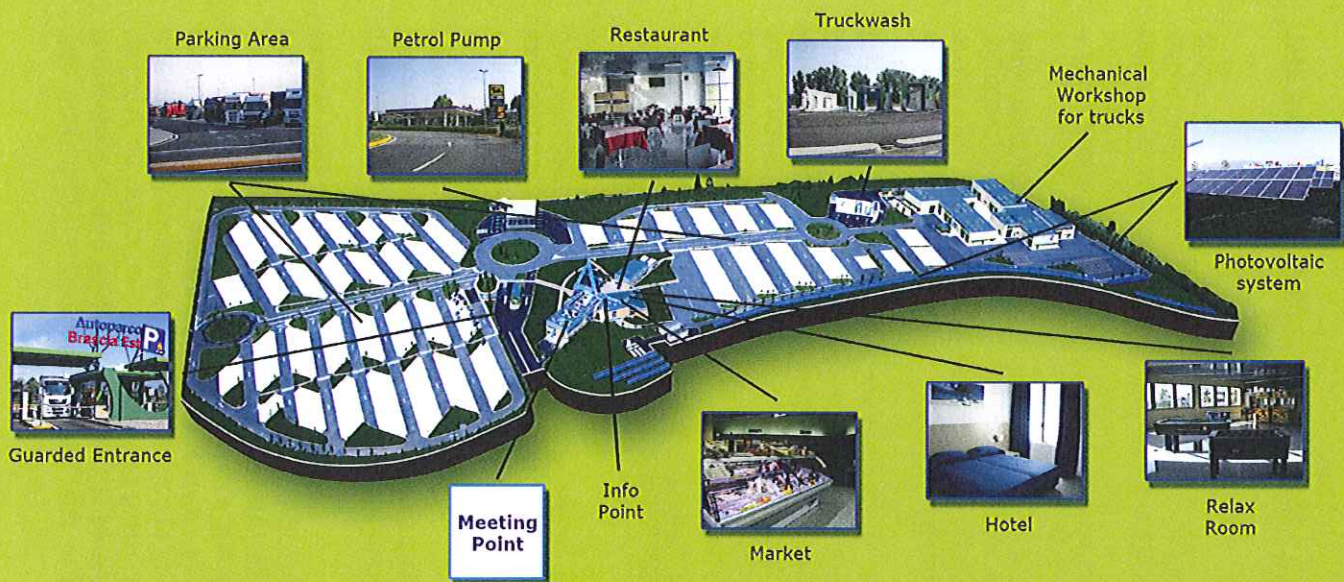 Parking Area
Petrol Pump
Restaurant
Truckwash
Mechanical
Workshop
for trucks
Photovoltaic
system
Autoparco
Brescia Est
P
Guarded Entrance
Meeting
Point
Info
Point
Market
Hotel
Relax
Room